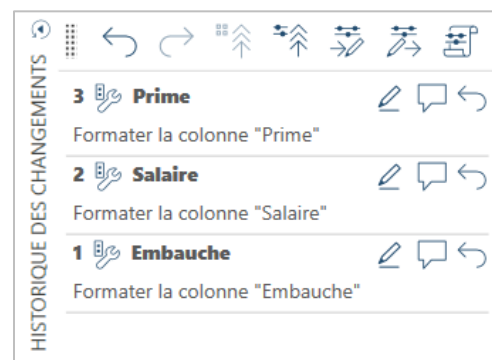 HISTORIQUE DES CHANGEMENTS
3 Prime
Formater la colonne "Prime"
2 Salaire
Formater la colonne "Salaire"
1 Embauche
Formater la colonne "Embauche"